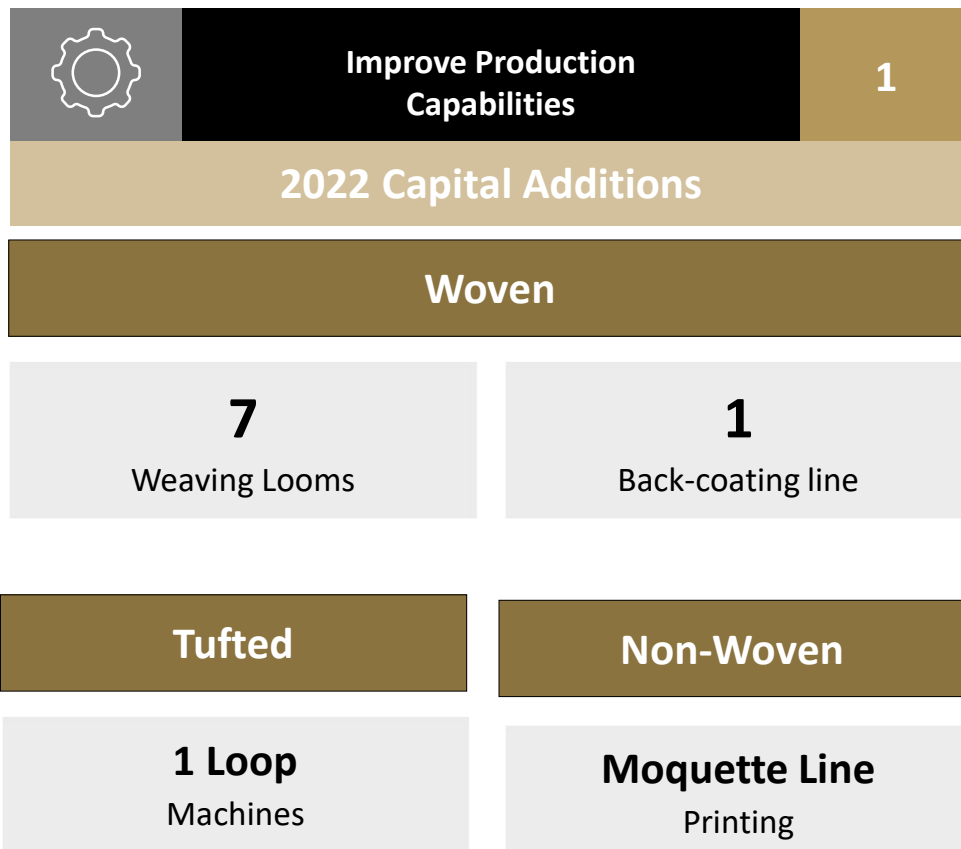 Improve Production
Capabilities
1
2022 Capital Additions
Woven
7
Weaving Looms
1
Back-coating line
Tufted
1 Loop
Machines
Non-Woven
Moquette Line
Printing